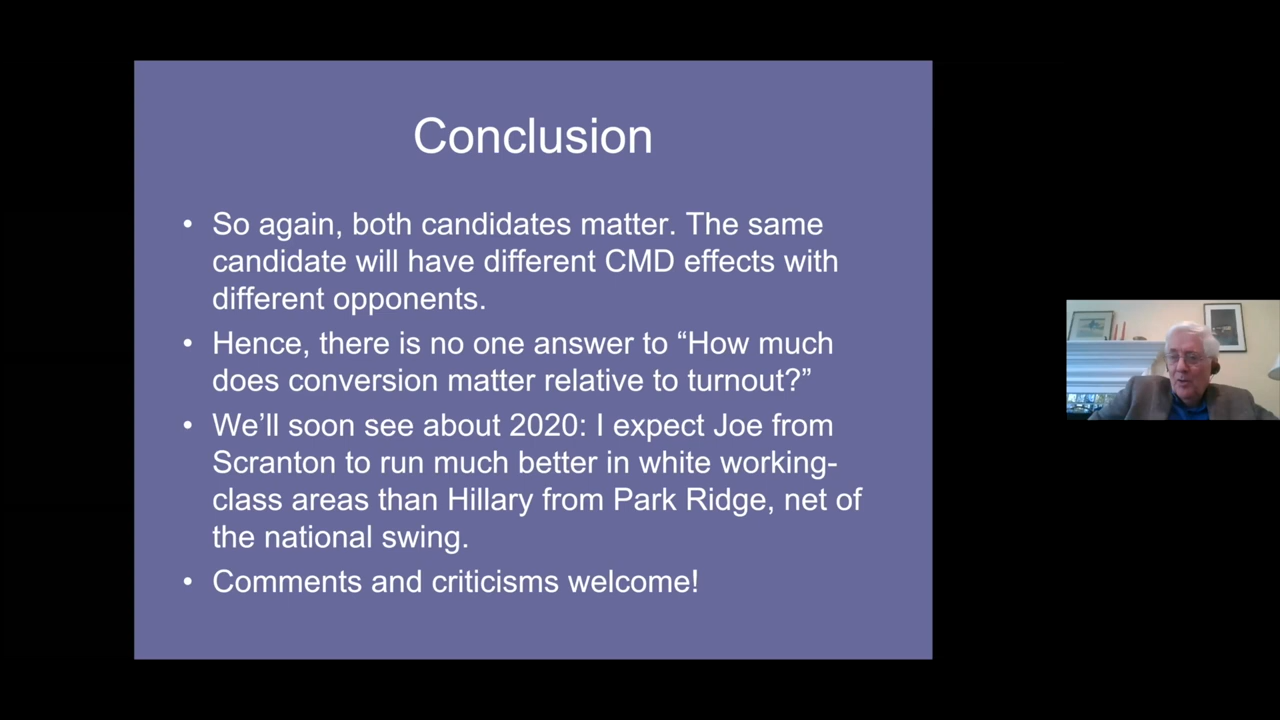 Conclusion
• So again, both candidates matter. The same
candidate will have different CMD effects with
different opponents.
• Hence, there is no one answer to “How much
does conversion matter relative to turnout?”
• We’ll soon see about 2020: I expect Joe from
Scranton to run much better in white working-
class areas than Hillary from Park Ridge, net of
the national swing.
• Comments and criticisms welcome!